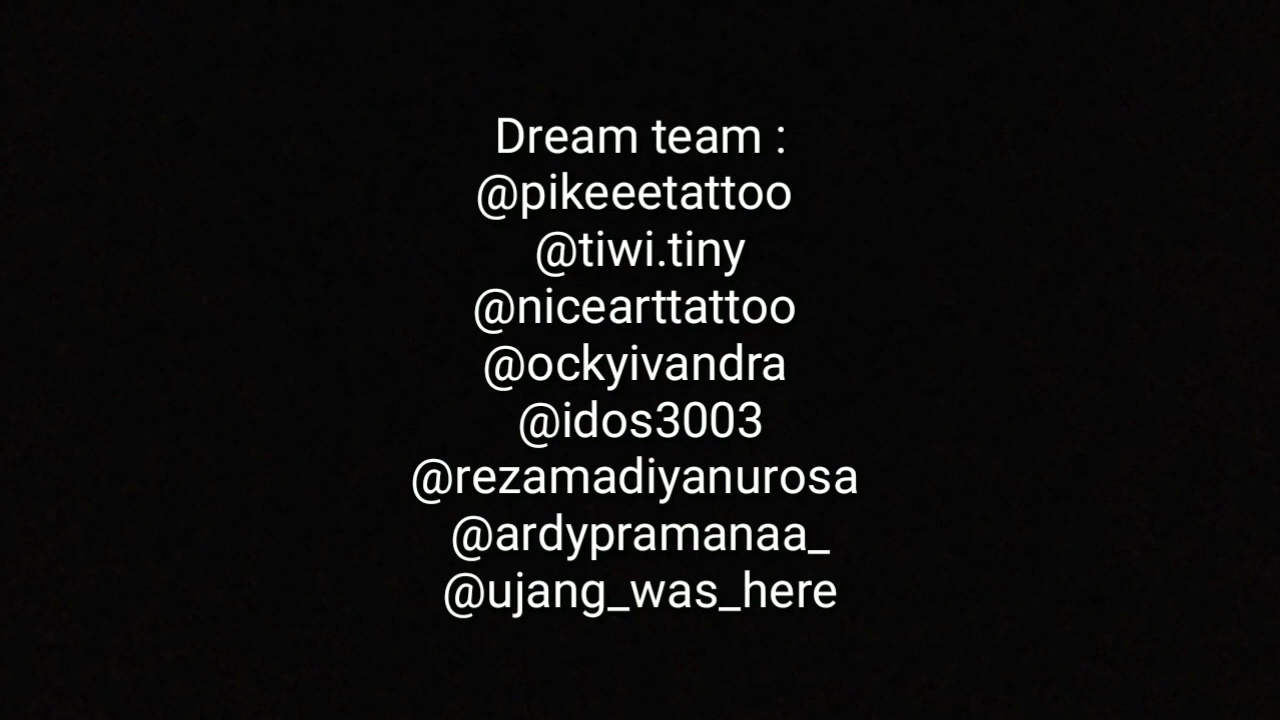 Dream team :
@pikeeetattoo
@tiwi.tiny
@nicearttattoo
@ockyivandra
@idos3003
@rezamadiyanurosa
@ardypramanaa_
@ujang_was_here